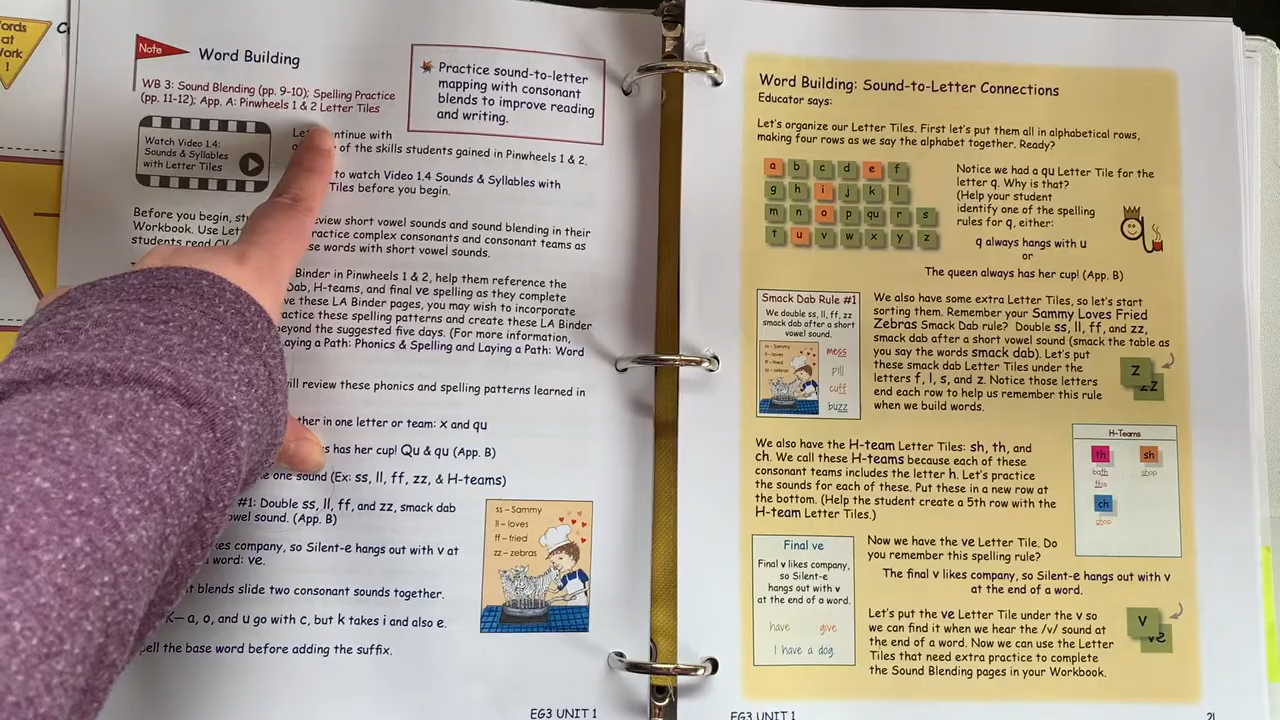 ords
at
ork
1
C
Note
Word Building
WB 3: Sound Blending (pp. 9-10); Spelling Practice
(pp. 11-12); App. A: Pinwheels 1 & 2 Letter Tiles
Practice sound-to-letter
mapping with consonant
blends to improve reading
and writing.
Watch Video 1.4:
Sounds & Syllables
with Letter Tiles
continue with
of the skills students gained in Pinwheels 1 & 2.
to watch Video 1.4 Sounds & Syllables with
Tiles before you begin.
Before you begin, review short vowel sounds and sound blending in their
Workbook. Use practice complex consonants and consonant teams as
students read words with short vowel sounds.
Binder in Pinwheels 1 & 2, help them reference the
Dab, H-teams, and final ve spelling as they complete
these LA Binder pages, you may wish to incorporate
practice these spelling patterns and create these LA Binder
beyond the suggested five days. (For more information,
Laying a Path: Phonics & Spelling and Laying a Path: Word
will review these phonics and spelling patterns learned in
in one letter or team: x and qu
has her cup! Qu & qu (App. B)
one sound (Ex: ss, ll, ff, zz, & H-teams)
#1: Double ss, ll, ff, and zz, smack dab
vowel sound. (App. B)
company, so Silent-e hangs out with v at
word: ve.
blends slide two consonant sounds together.
K— a, o, and u go with c, but k takes i and also e.
the base word before adding the suffix.
ss – Sammy
ll – loves
ff – fried
zz – zebras
EG3 UNIT 1
Word Building: Sound-to-Letter Connections
Educator says:
Let's organize our Letter Tiles. First let's put them all in alphabetical rows,
making four rows as we say the alphabet together. Ready?
a b c d e f
g h i j k l
m n o p qu r s
t u v w x y z
Notice we had a qu Letter Tile for the
letter q. Why is that?
(Help your student
identify one of the spelling
rules for q, either:
q always hangs with u
or
The queen always has her cup! (App. B)
Smack Dab Rule #1
We double ss, ll, ff, zz
smack dab after a short
vowel sound.
ss - Sammy
ll - loves
ff - fried
zz - zebras
mess
pill
cuff
buzz
We also have some extra Letter Tiles, so let's start
sorting them. Remember your Sammy Loves Fried
Zebras Smack Dab rule? Double ss, ll, ff, and zz,
smack dab after a short vowel sound (smack the table as
you say the words smack dab). Let's put
these smack dab Letter Tiles under the
letters f, l, s, and z. Notice those letters
end each row to help us remember this rule
when we build words.
z
zz
We also have the H-team Letter Tiles: sh, th, and
ch. We call these H-teams because each of these
consonant teams includes the letter h. Let's practice
the sounds for each of these. Put these in a new row at
the bottom. (Help the student create a 5th row with the
H-team Letter Tiles.)
H-Teams
th sh
bath shop
this
ch
chop
Final ve
Final v likes company,
so Silent-e
hangs out with v
at the end of a word.
have give
I have a dog.
Now we have the ve Letter Tile. Do
you remember this spelling rule?
The final v likes company, so Silent-e hangs out with v
at the end of a word.
Let's put the ve Letter Tile under the v so
we can find it when we hear the /v/ sound at
the end of a word. Now we can use the Letter
Tiles that need extra practice to complete
the Sound Blending pages in your Workbook.
v
ve
EG3 UNIT 1
21